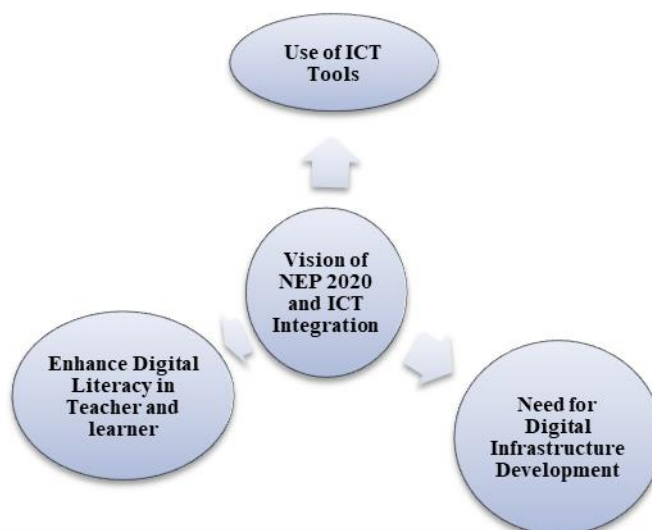 Use of ICT
Tools
Vision of
NEP 2020
and ICT
Integration
Enhance Digital
Literacy in
Teacher and
learner
Need for
Digital
Infrastructure
Development